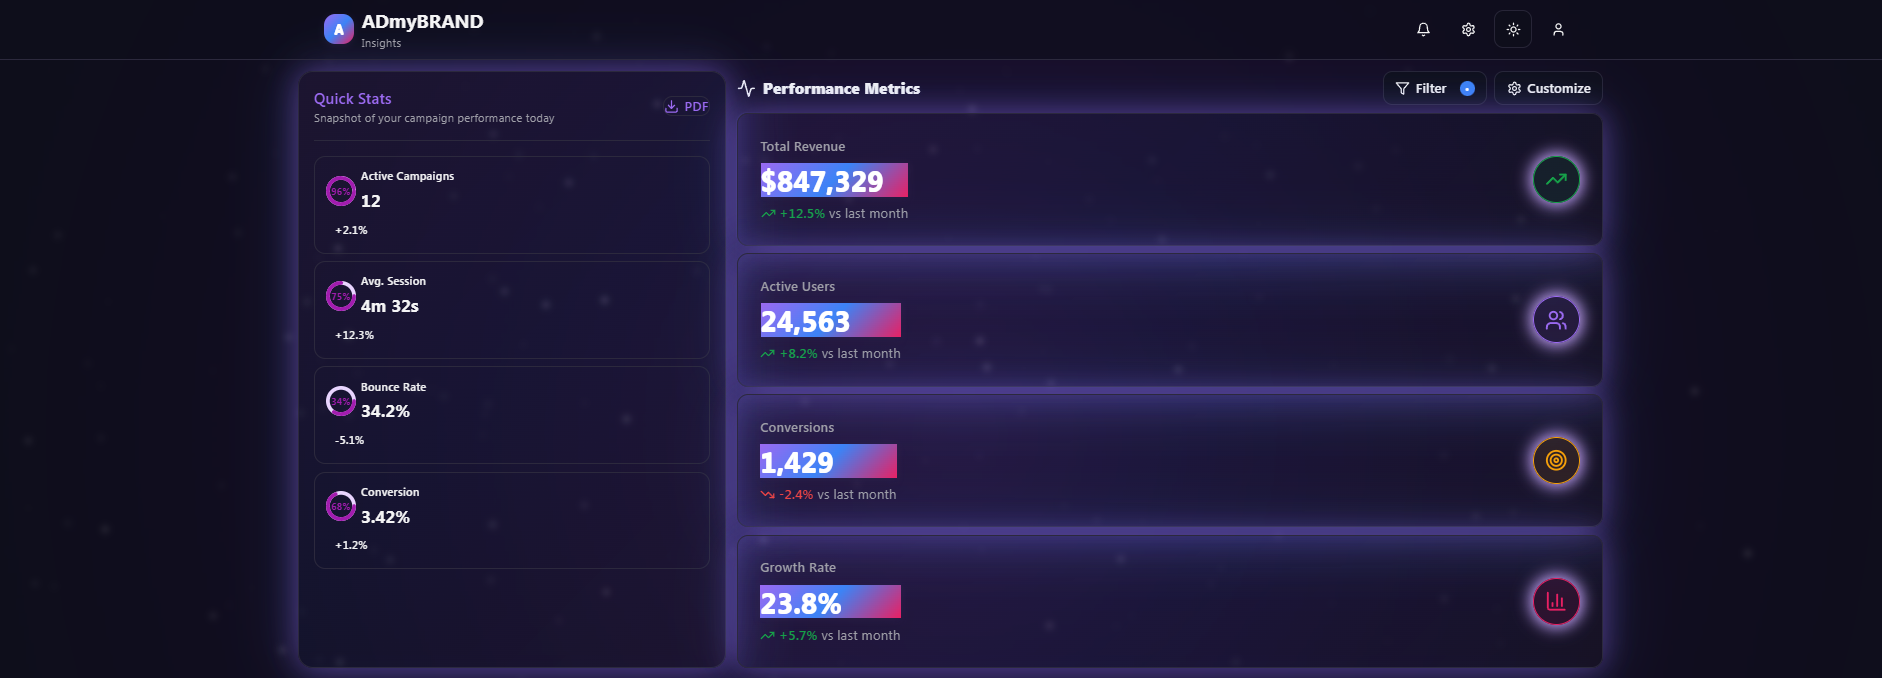 A
ADmyBRAND
Insights
Quick Stats
Snapshot of your campaign performance today
PDF
96%
Active Campaigns
12
+2.1%
75%
Avg. Session
4m 32s
+12.3%
34%
Bounce Rate
34.2%
-5.1%
68%
Conversion
3.42%
+1.2%
Performance Metrics
Filter
Customize
Total Revenue
$847,329
+12.5% vs last month
Active Users
24,563
+8.2% vs last month
Conversions
1,429
-2.4% vs last month
Growth Rate
23.8%
+5.7% vs last month